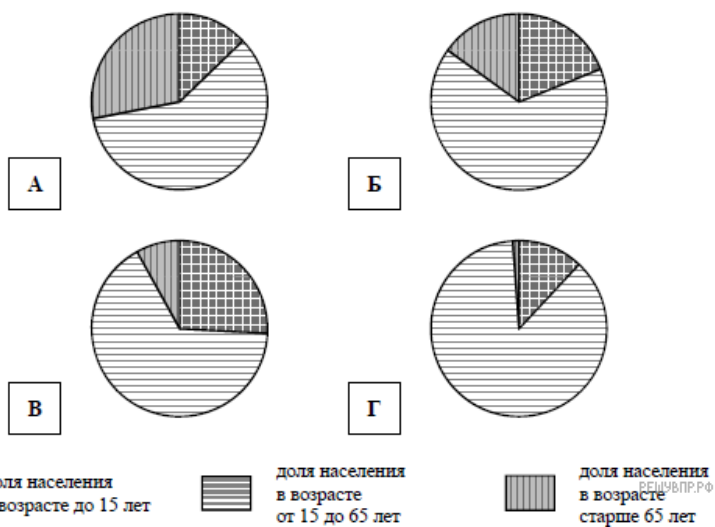 А
Б
В
Г
доля населения
в возрасте
от 15 до 65 лет
доля населения
в возрасте
старше 65 лет
возрасте до 15 лет
населения
РЕШУВПР.РФ